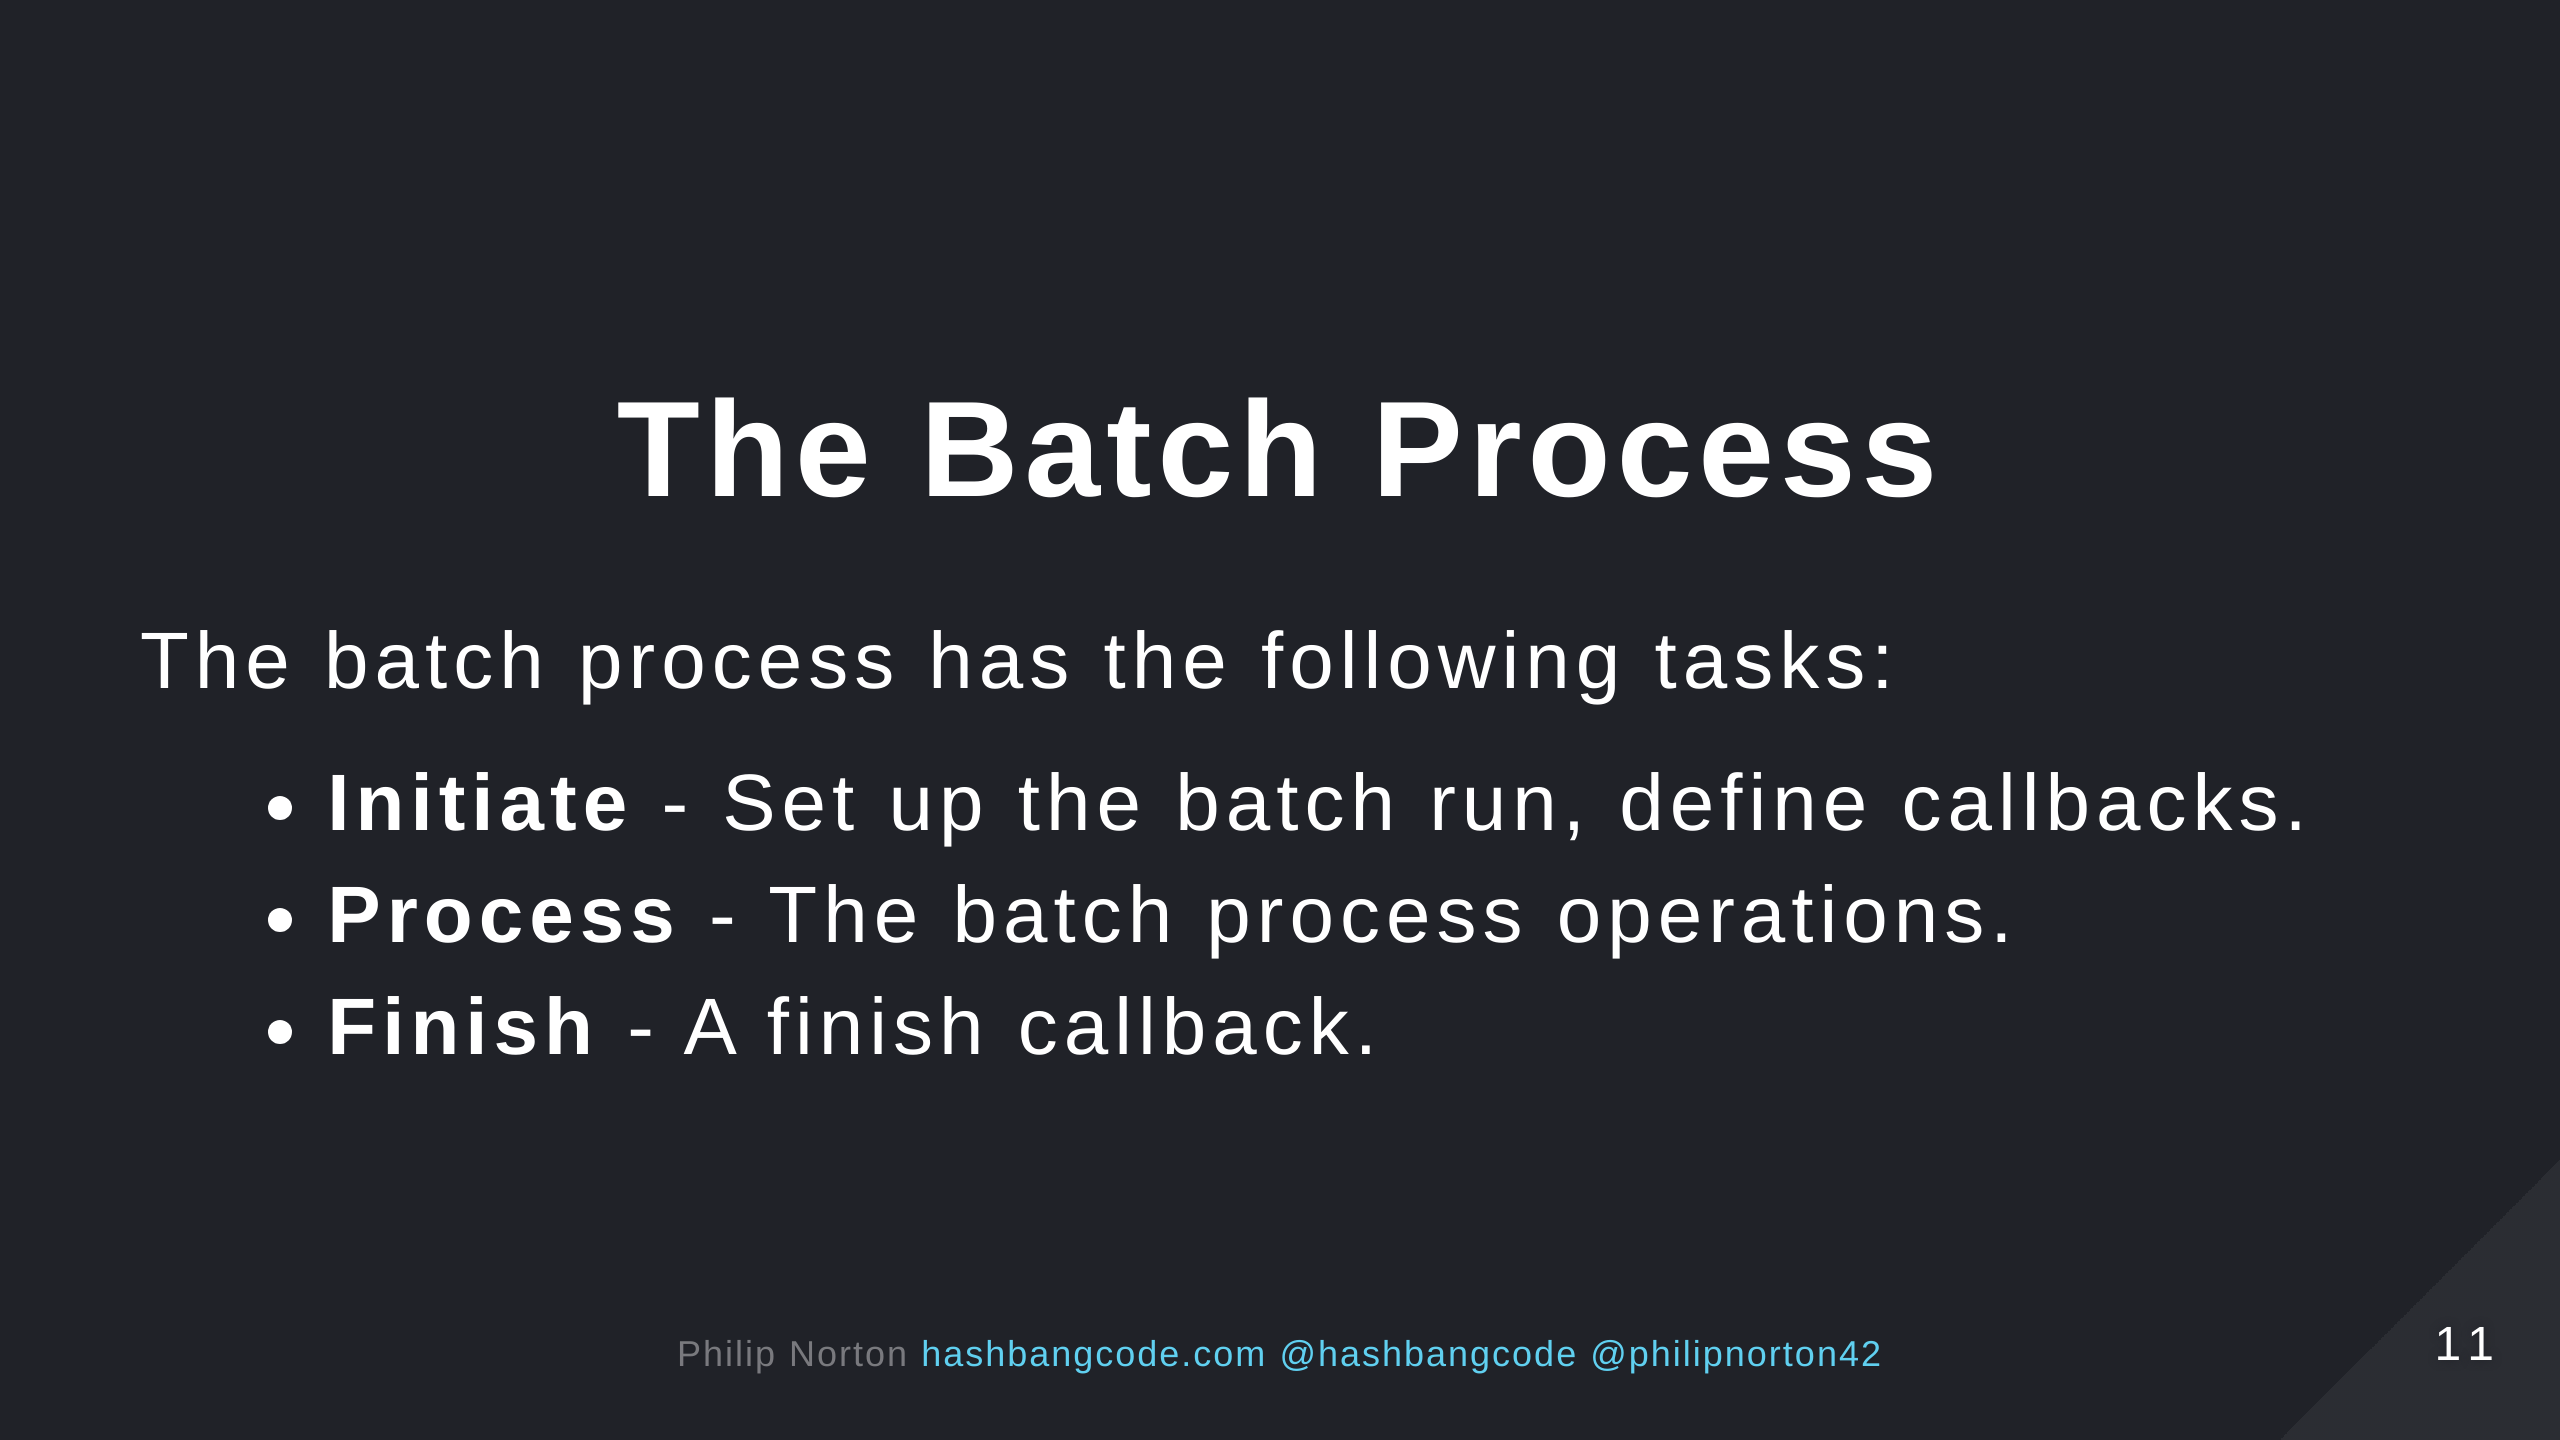 The Batch Process
The batch process has the following tasks:
• Initiate - Set up the batch run, define callbacks.
• Process - The batch process operations.
• Finish - A finish callback.
Philip Norton hashbangcode.com @hashbangcode @philipnorton42
11